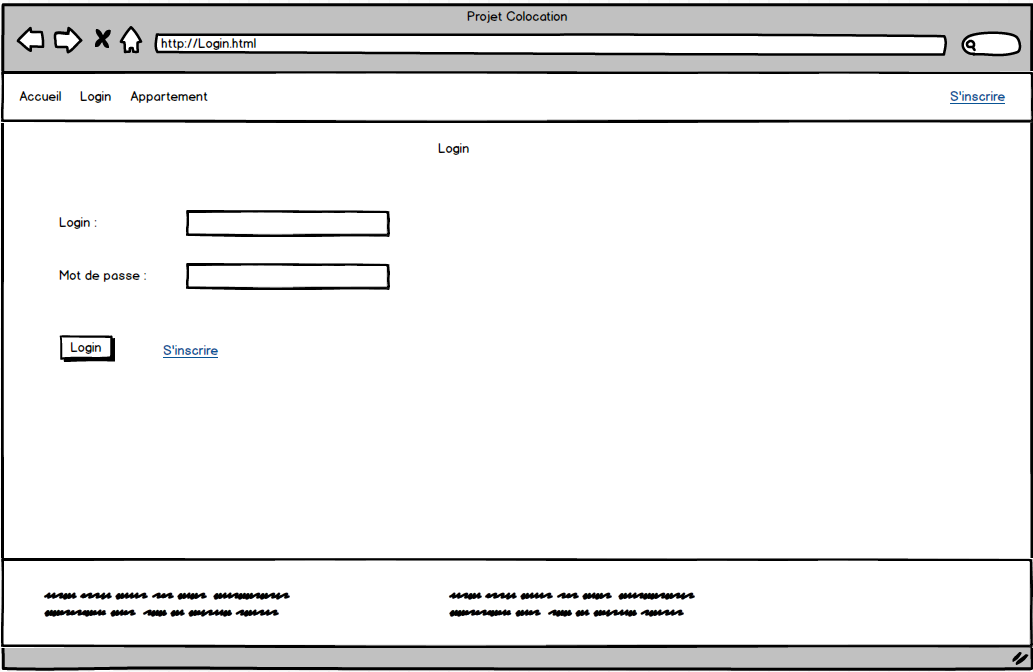 Projet Colocation
http://Login.html
Accueil Login Appartement S'inscrire
Login
Login :
Mot de passe :
Login S'inscrire